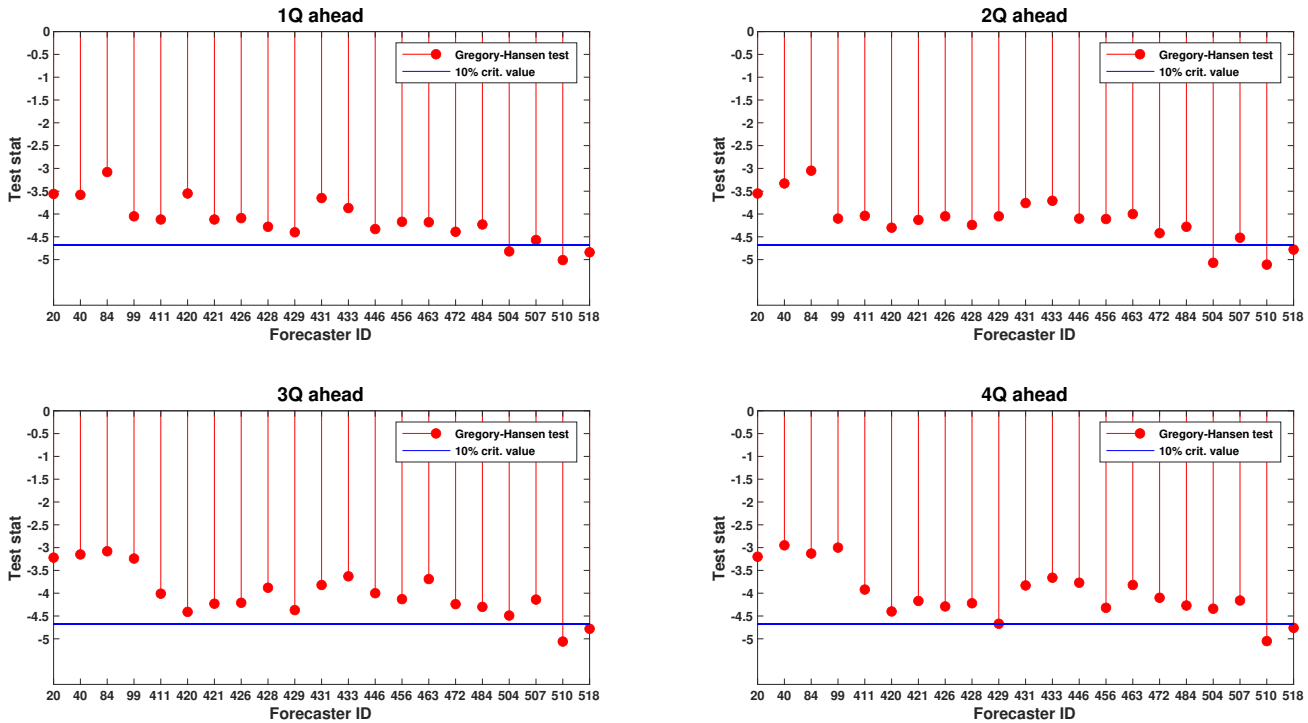 1Q ahead
0
-0.5
-1
-1.5
-2
-2.5
-3
-3.5
-4
-4.5
-5
Test stat
Gregory-Hansen test
10% crit. value
20 40 84 99 411 420 421 426 428 429 431 433 446 456 463 472 484 504 507 510 518
Forecaster ID
2Q ahead
0
-0.5
-1
-1.5
-2
-2.5
-3
-3.5
-4
-4.5
-5
Test stat
Gregory-Hansen test
10% crit. value
20 40 84 99 411 420 421 426 428 429 431 433 446 456 463 472 484 504 507 510 518
Forecaster ID
3Q ahead
0
-0.5
-1
-1.5
-2
-2.5
-3
-3.5
-4
-4.5
-5
Test stat
Gregory-Hansen test
10% crit. value
20 40 84 99 411 420 421 426 428 429 431 433 446 456 463 472 484 504 507 510 518
Forecaster ID
4Q ahead
0
-0.5
-1
-1.5
-2
-2.5
-3
-3.5
-4
-4.5
-5
Test stat
Gregory-Hansen test
10% crit. value
20 40 84 99 411 420 421 426 428 429 431 433 446 456 463 472 484 504 507 510 518
Forecaster ID